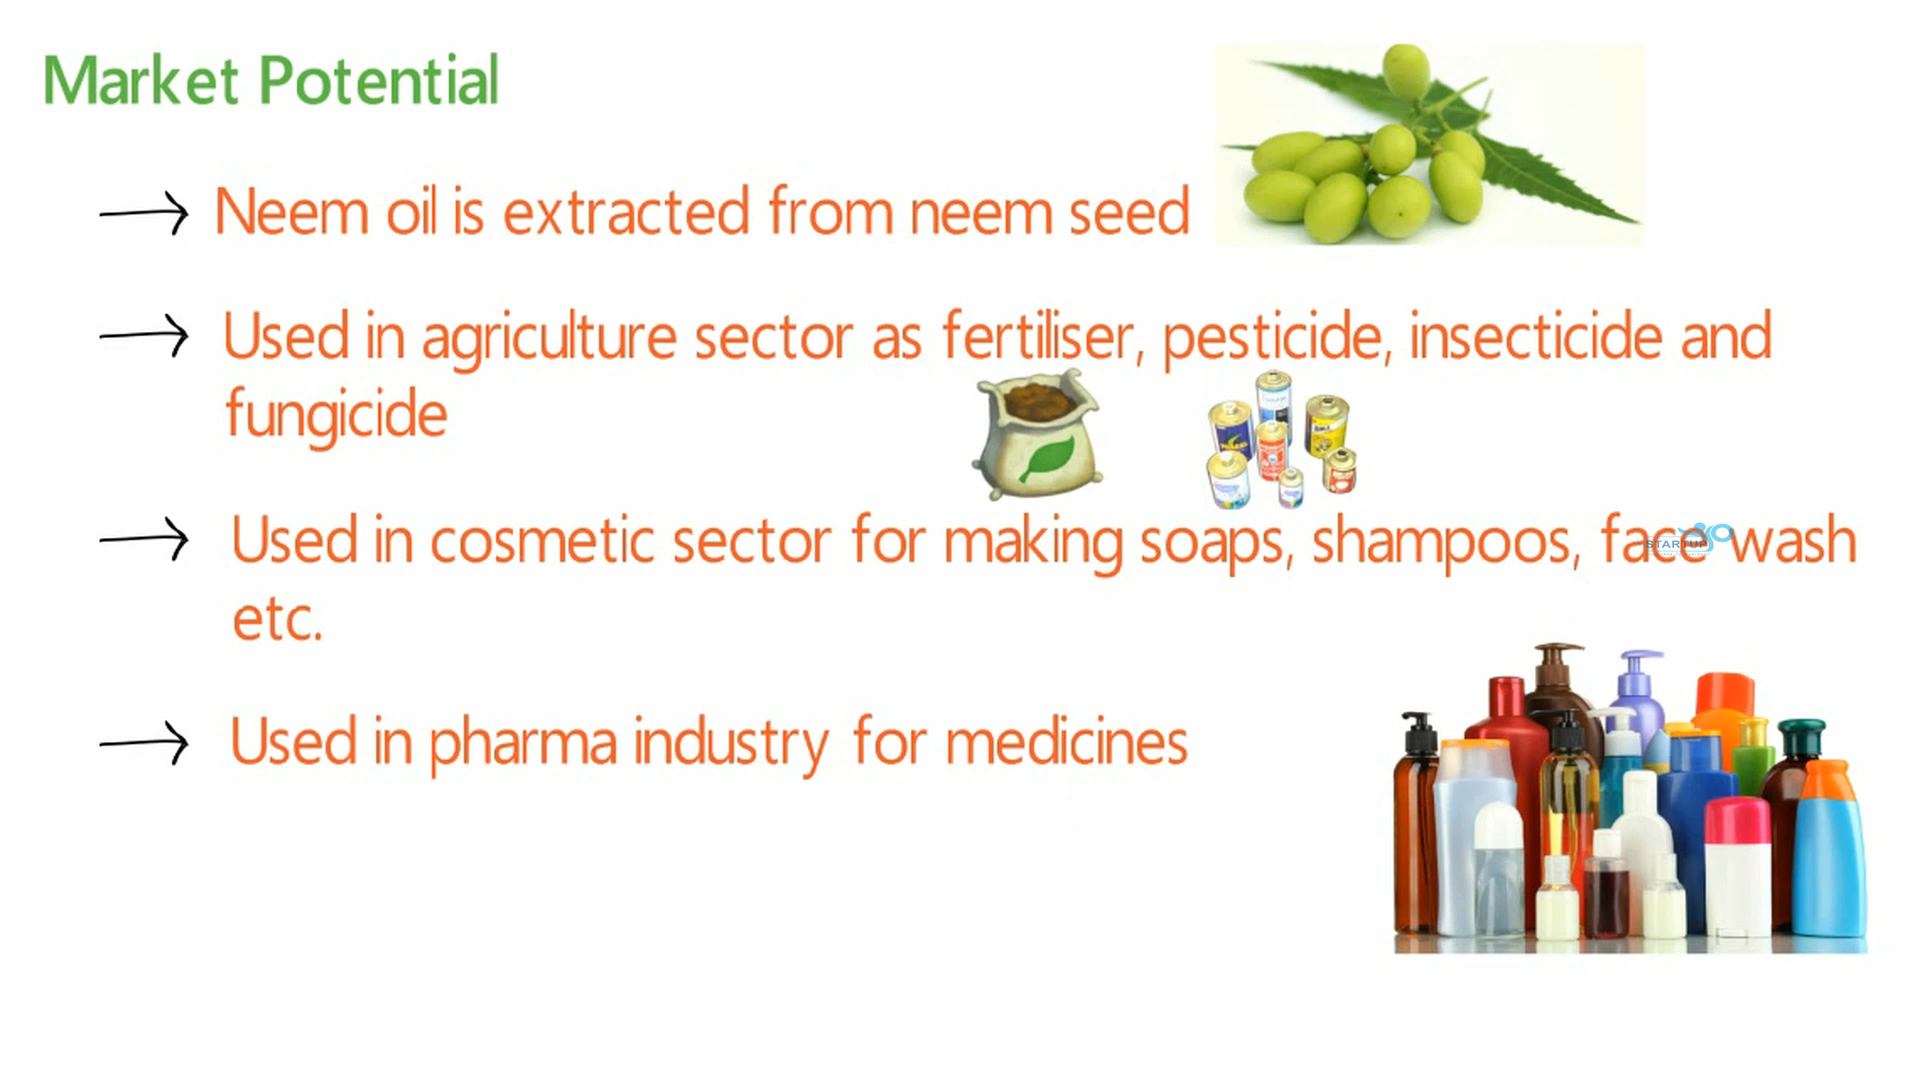 Market Potential
Neem oil is extracted from neem seed
Used in agriculture sector as fertiliser, pesticide, insecticide and
fungicide
Used in cosmetic sector for making soaps, shampoos, face wash
etc.
STARTUP
Used in pharma industry for medicines